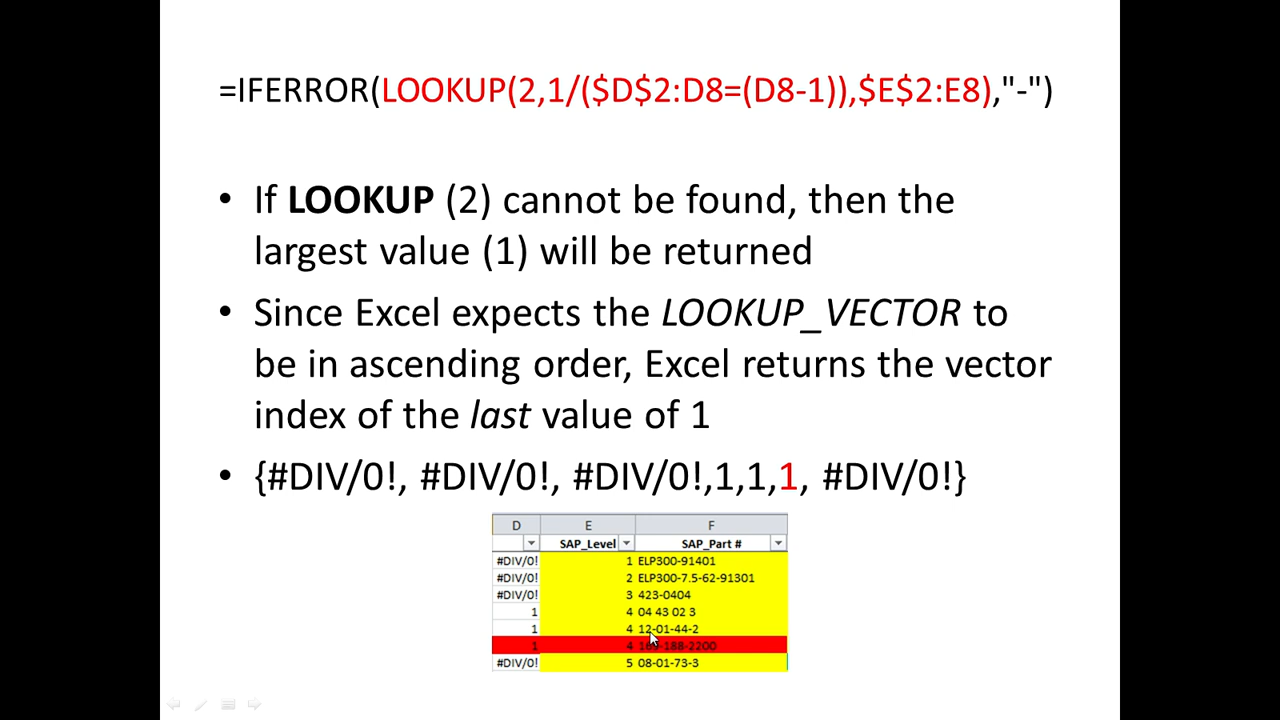 =IFERROR(LOOKUP(2,1/($D$2:D8=(D8-1)),$E$2:E8),"-")
• If LOOKUP (2) cannot be found, then the
largest value (1) will be returned
• Since Excel expects the LOOKUP_VECTOR to
be in ascending order, Excel returns the vector
index of the last value of 1
• {#DIV/0!, #DIV/0!, #DIV/0!,1,1,1, #DIV/0!}
D E F
SAP_Level SAP_Part #
#DIV/0! 1 ELP300-91401
#DIV/0! 2 ELP300-7.5-62-91301
#DIV/0! 3 423-0404
1 4 04 43 02 3
1 4 12-01-44-2
1 4
#DIV/0! 5 08-01-73-3